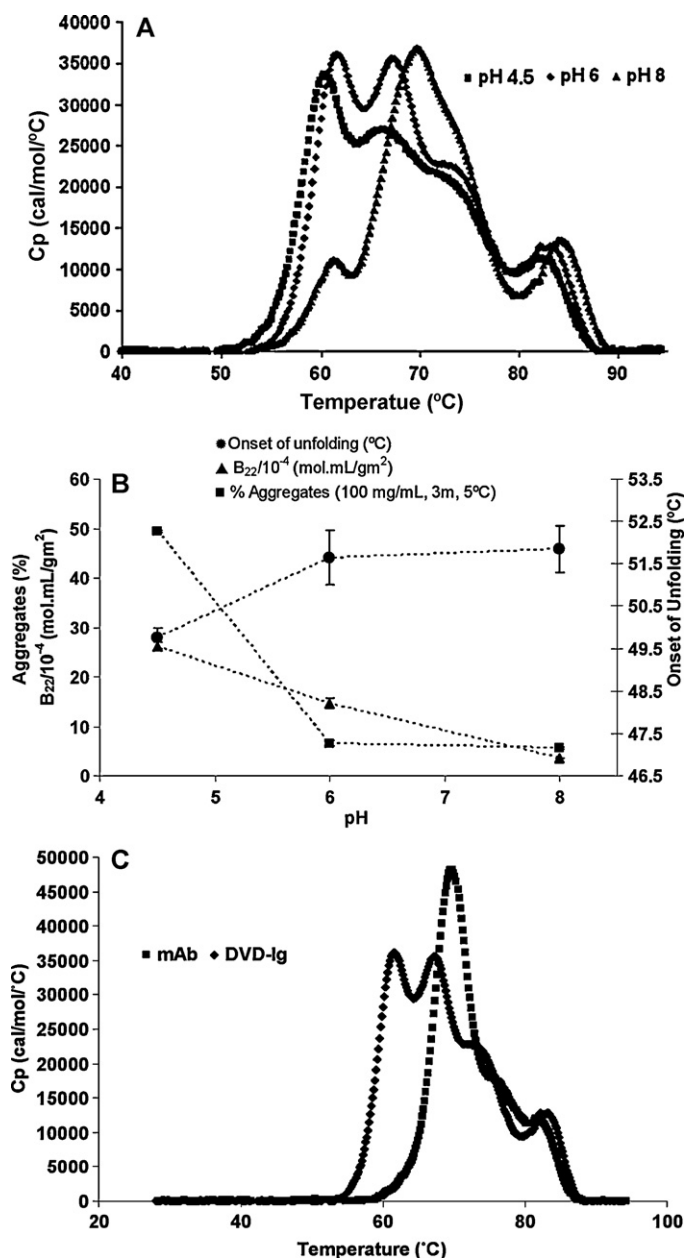 A
■ pH 4.5 ◆ pH 6 ▲ pH 8
Cp (cal/mol/ºC)
40000
35000
30000
25000
20000
15000
10000
5000
0
40 50 60 70 80 90
Temperatue (ºC)
● Onset of unfolding (ºC)
▲ B22/10-4 (mol.mL/gm²)
■ % Aggregates (100 mg/mL, 3m, 5ºC)
B
Aggregates (%)
B22/10-4 (mol.mL/gm²)
60
50
40
30
20
10
0
53.5
52.5
51.5
50.5
49.5
48.5
47.5
46.5
Onset of Unfolding (ºC)
4 5 6 7 8
pH
C
■ mAb ◆ DVD-Ig
Cp (cal/mol/˚C)
50000
45000
40000
35000
30000
25000
20000
15000
10000
5000
0
20 40 60 80 100
Temperature (˚C)